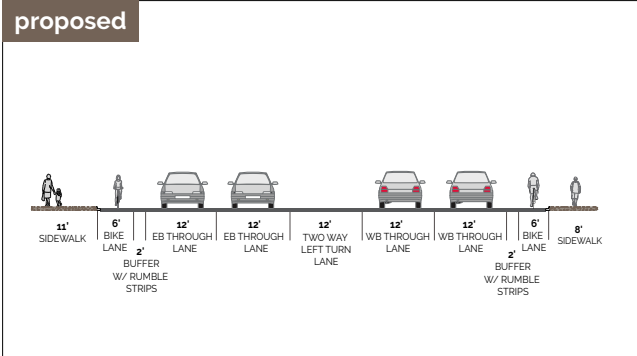 proposed
11'
SIDEWALK
6'
BIKE
LANE
2'
BUFFER
W/ RUMBLE
STRIPS
12'
EB THROUGH
LANE
12'
EB THROUGH
LANE
12'
TWO WAY
LEFT TURN
LANE
12'
WB THROUGH
LANE
12'
WB THROUGH
LANE
2'
BUFFER
W/ RUMBLE
STRIPS
6'
BIKE
LANE
8'
SIDEWALK